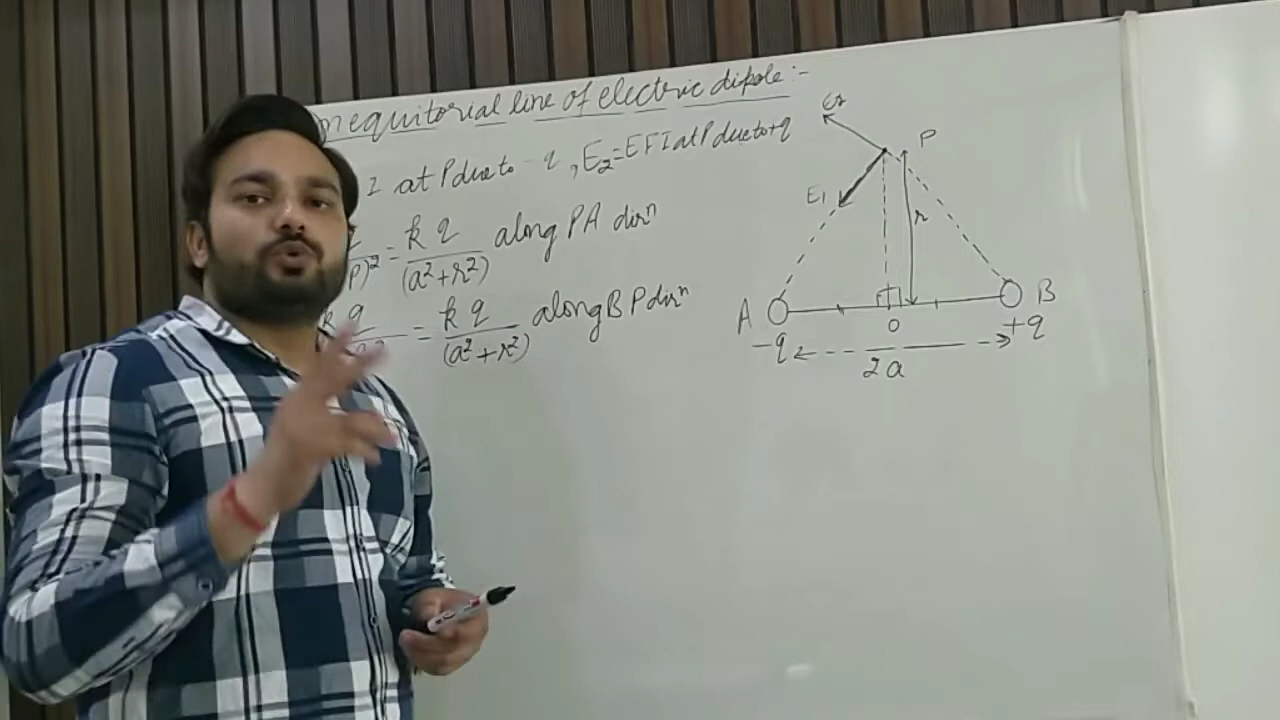 equitorial line of electric dipole :-
I at P due to -q , E₂ = EFI at P due to +q
P)² = k q / (a² + r²) along PA dirⁿ
k q = k q / (a² + r²) along BP dirⁿ
E₂
P
E₁
r
A
B
O
-q
+q
2a